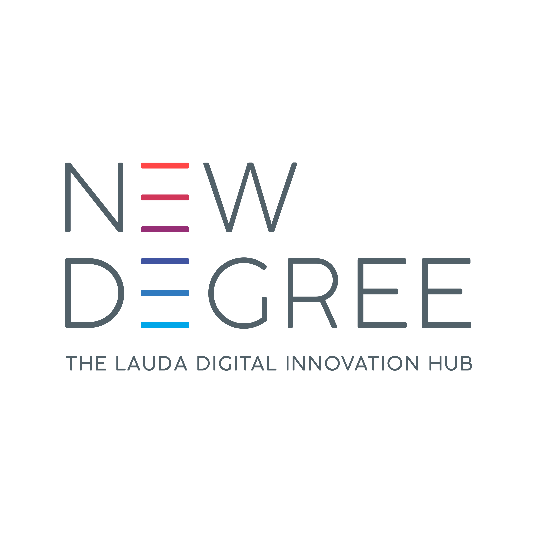 NEW
DEGREE
THE LAUDA DIGITAL INNOVATION HUB